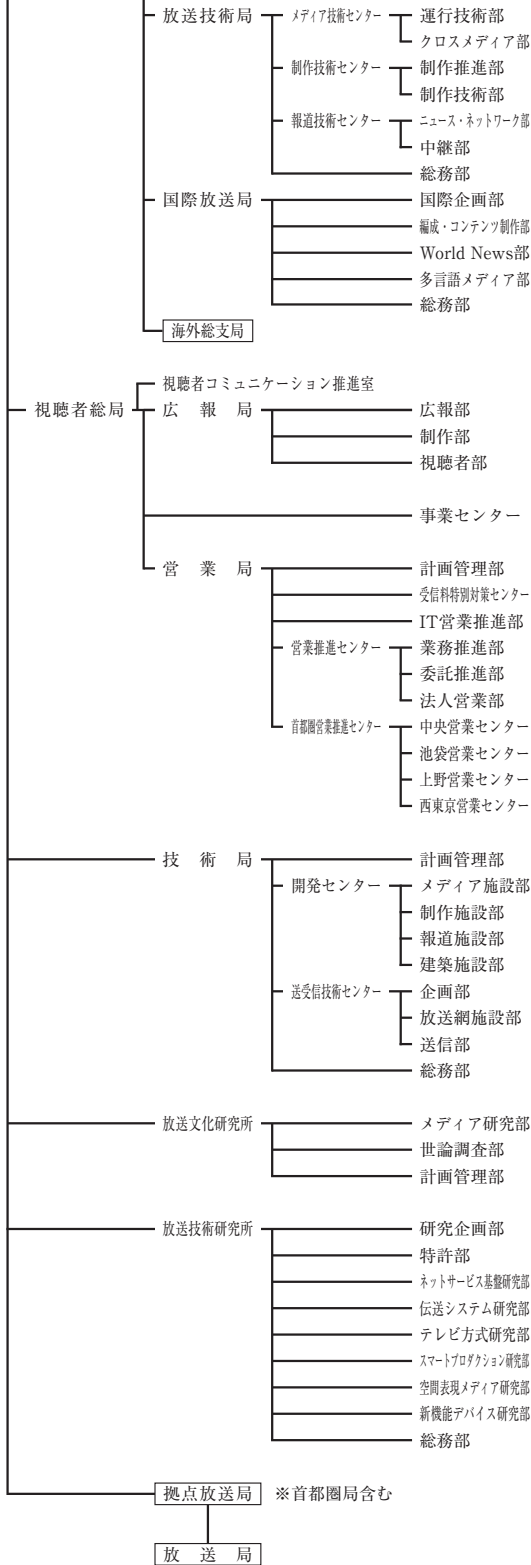 放送技術局 メディア技術センター 運行技術部
クロスメディア部
制作技術センター 制作推進部
制作技術部
報道技術センター ニュース・ネットワーク部
中継部
総務部
国際放送局 国際企画部
編成・コンテンツ制作部
World News部
多言語メディア部
総務部
海外総支局
視聴者コミュニケーション推進室
視聴者総局 広報局 広報部
制作部
視聴者部
事業センター
営業局 計画管理部
受信料特別対策センター
IT営業推進部
営業推進センター 業務推進部
委託推進部
法人営業部
首都圏営業推進センター 中央営業センター
池袋営業センター
上野営業センター
西東京営業センター
技術局 計画管理部
開発センター メディア施設部
制作施設部
報道施設部
建築施設部
送受信技術センター 企画部
放送網施設部
送信部
総務部
放送文化研究所 メディア研究部
世論調査部
計画管理部
放送技術研究所 研究企画部
特許部
ネットサービス基盤研究部
伝送システム研究部
テレビ方式研究部
スマートプロダクション研究部
空間表現メディア研究部
新機能デバイス研究部
総務部
拠点放送局 ※首都圏局含む
放送局